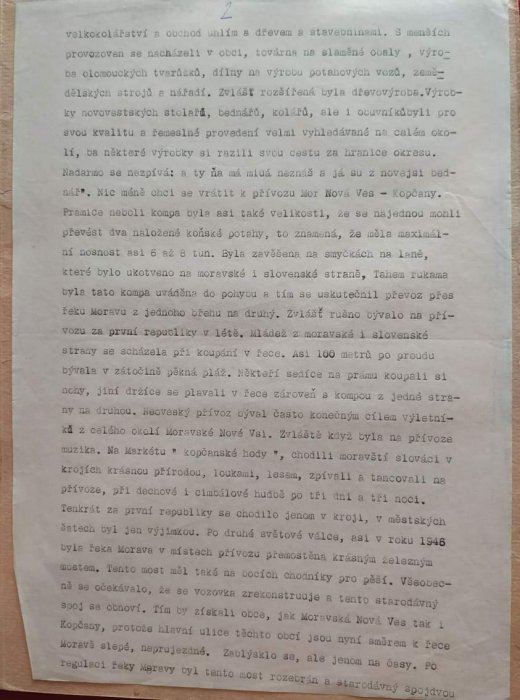 2
velkokolářství a obchod uhlím a dřevem a stavebninami. S menších
provozoven se nacházeli v obci, továrna na slaměné obaly , výro-
ba olomouckých tvarůžků, dílny na výrobu potahových vozů, země-
dělských strojů a nářadí. Zvlášť rozšířená byla dřevovýroba.Výrob-
ky novoveských stolařů, bednářů, kolářů, ale i obuvníkůbyli pro
svou kvalitu a řemeslné provedení velmi vyhledávané na celém oko-
lí, ba některé výrobky si razili svou cestu za hranice okresu.
Nadarmo se nezpívá: a ty ňa má miuá neznáš a já su z novejsi bed-
nář". Nic méně chci se vrátit k přívozu Mor Nová Ves - Kopčany.
Pramice neboli kompa byla asi také velikosti, že se najednou mohli
převést dva naložené koňské potahy, to znamená, že měla maximál-
ní nosnost asi 6 až 8 tun. Byla zavěšena na smyčkách na laně,
které bylo ukotveno na moravské i slovenské straně, Tahem rukama
byla tato kompa uváděna do pohybu a tím se uskutečnil převoz přes
řeku Moravu z jednoho břehu na druhý. Zvlášť rušno bývalo na pří-
vozu za první republiky v létě. Mládež z moravské i slovenské
strany se scházela při koupání v řece. Asi 100 metrů po proudu
bývala v zátočině pěkná pláž. Někteří sedíce na prámu koupali si
nohy, jiní držíce se plavali v řece zároveň s kompou z jedné stra-
ny na druhou. Neoveský přívoz býval často konečným cílem výletní-
ků z celého okolí Moravské Nové Vsi. Zvláště když byla na přívoze
muzika. Na Markétu " kopčanské hody ", chodili moravští slováci v
krojích krásnou přírodou, loukami, lesem, zpívali a tancovali na
přívoze, při dechové i cimbálové hudbě po tři dni a tři noci.
Tenkrát za první republiky se chodilo jenom v kroji, v městských
šatech byl jen výjimkou. Po druhé světové válce, asi v roku 1946
byla řeka Morava v místech přívozu přemostěna krásným železným
mostem. Tento most měl také na bocích chodníky pro pěší. Všeobec-
ně se očekávalo, že se vozovka zrekonstruuje a tento starodávný
spoj se obnoví. Tím by získali obce, jak Moravská Nová Ves tak i
Kopčany, protože hlavní ulice těchto obcí jsou nyní směrem k řece
Moravě slepé, neprujezdné. Zablýsklo se, ale jenom na časy. Po
regulaci řeky Moravy byl tento most rozebrán a starodávný spojdvou